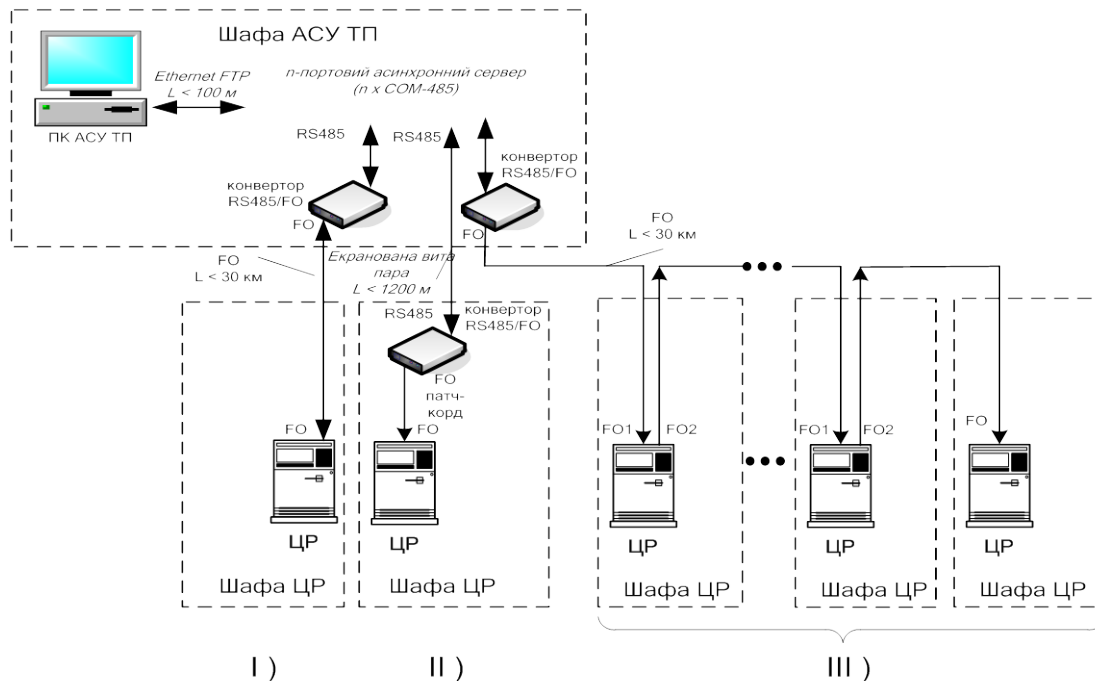 Шафа АСУ ТП
Ethernet FTP
L < 100 м
n-портовий асинхронний сервер
(n x COM-485)
ПК АСУ ТП
RS485
RS485
конвертор
RS485/FO
конвертор
RS485/FO
FO
FO
FO
L < 30 км
Екранована вита
пара
L < 1200 м
FO
L < 30 км
RS485
конвертор
RS485/FO
FO
патч-
корд
FO
FO
FO1
FO2
FO1
FO2
FO
ЦР
ЦР
ЦР
ЦР
ЦР
Шафа ЦР
Шафа ЦР
Шафа ЦР
Шафа ЦР
Шафа ЦР
I )
II )
III )